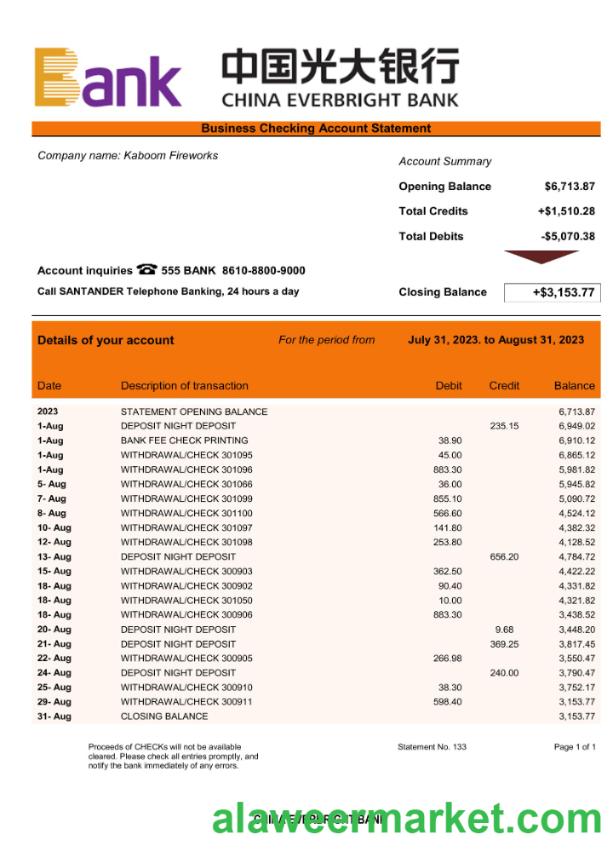 Bank
中国光大银行
CHINA EVERBRIGHT BANK
Business Checking Account Statement
Company name: Kaboom Fireworks
Account Summary
Opening Balance $6,713.87
Total Credits +$1,510.28
Total Debits -$5,070.38
Account inquiries ☎ 555 BANK 8610-8800-9000
Call SANTANDER Telephone Banking, 24 hours a day
Closing Balance +$3,153.77
Details of your account For the period from July 31, 2023. to August 31, 2023
Date Description of transaction Debit Credit Balance
2023 STATEMENT OPENING BALANCE 6,713.87
1-Aug DEPOSIT NIGHT DEPOSIT 235.15 6,949.02
1-Aug BANK FEE CHECK PRINTING 38.90 6,910.12
1-Aug WITHDRAWAL/CHECK 301095 45.00 6,865.12
1-Aug WITHDRAWAL/CHECK 301096 883.30 5,981.82
5- Aug WITHDRAWAL/CHECK 301066 36.00 5,945.82
7- Aug WITHDRAWAL/CHECK 301099 855.10 5,090.72
8- Aug WITHDRAWAL/CHECK 301100 566.60 4,524.12
10- Aug WITHDRAWAL/CHECK 301097 141.80 4,382.32
12- Aug WITHDRAWAL/CHECK 301098 253.80 4,128.52
13- Aug DEPOSIT NIGHT DEPOSIT 656.20 4,784.72
15- Aug WITHDRAWAL/CHECK 300903 362.50 4,422.22
18- Aug WITHDRAWAL/CHECK 300902 90.40 4,331.82
18- Aug WITHDRAWAL/CHECK 301050 10.00 4,321.82
18- Aug WITHDRAWAL/CHECK 300906 883.30 3,438.52
20- Aug DEPOSIT NIGHT DEPOSIT 9.68 3,448.20
21- Aug DEPOSIT NIGHT DEPOSIT 369.25 3,817.45
22- Aug WITHDRAWAL/CHECK 300905 266.98 3,550.47
24- Aug DEPOSIT NIGHT DEPOSIT 240.00 3,790.47
25- Aug WITHDRAWAL/CHECK 300910 38.30 3,752.17
29- Aug WITHDRAWAL/CHECK 300911 598.40 3,153.77
31- Aug CLOSING BALANCE 3,153.77
Proceeds of CHECKs will not be available
cleared. Please check all entries promptly, and
notify the bank immediately of any errors.
Statement No. 133
Page 1 of 1
CHINA EVERBRIGHT BANK
alaweermarket.com